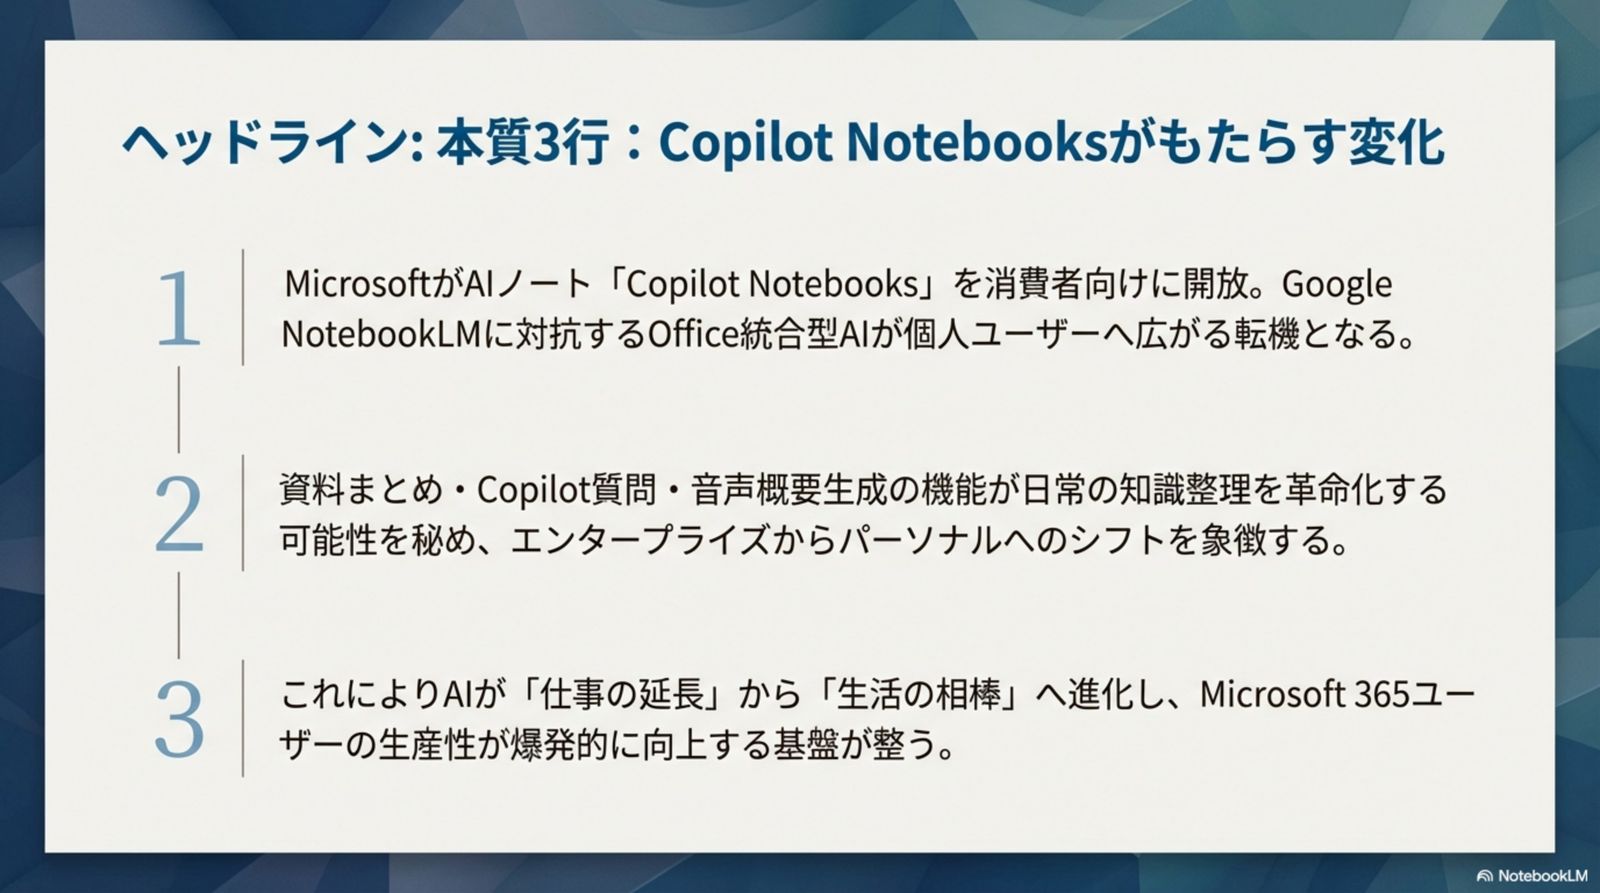 ヘッドライン: 本質3行：Copilot Notebooksがもたらす変化
1
MicrosoftがAIノート「Copilot Notebooks」を消費者向けに開放。Google
NotebookLMに対抗するOffice統合型AIが個人ユーザーへ広がる転機となる。
2
資料まとめ・Copilot質問・音声概要生成の機能が日常の知識整理を革命化する
可能性を秘め、エンタープライズからパーソナルへのシフトを象徴する。
3
これによりAIが「仕事の延長」から「生活の相棒」へ進化し、Microsoft 365ユー
ザーの生産性が爆発的に向上する基盤が整う。
NotebookLM